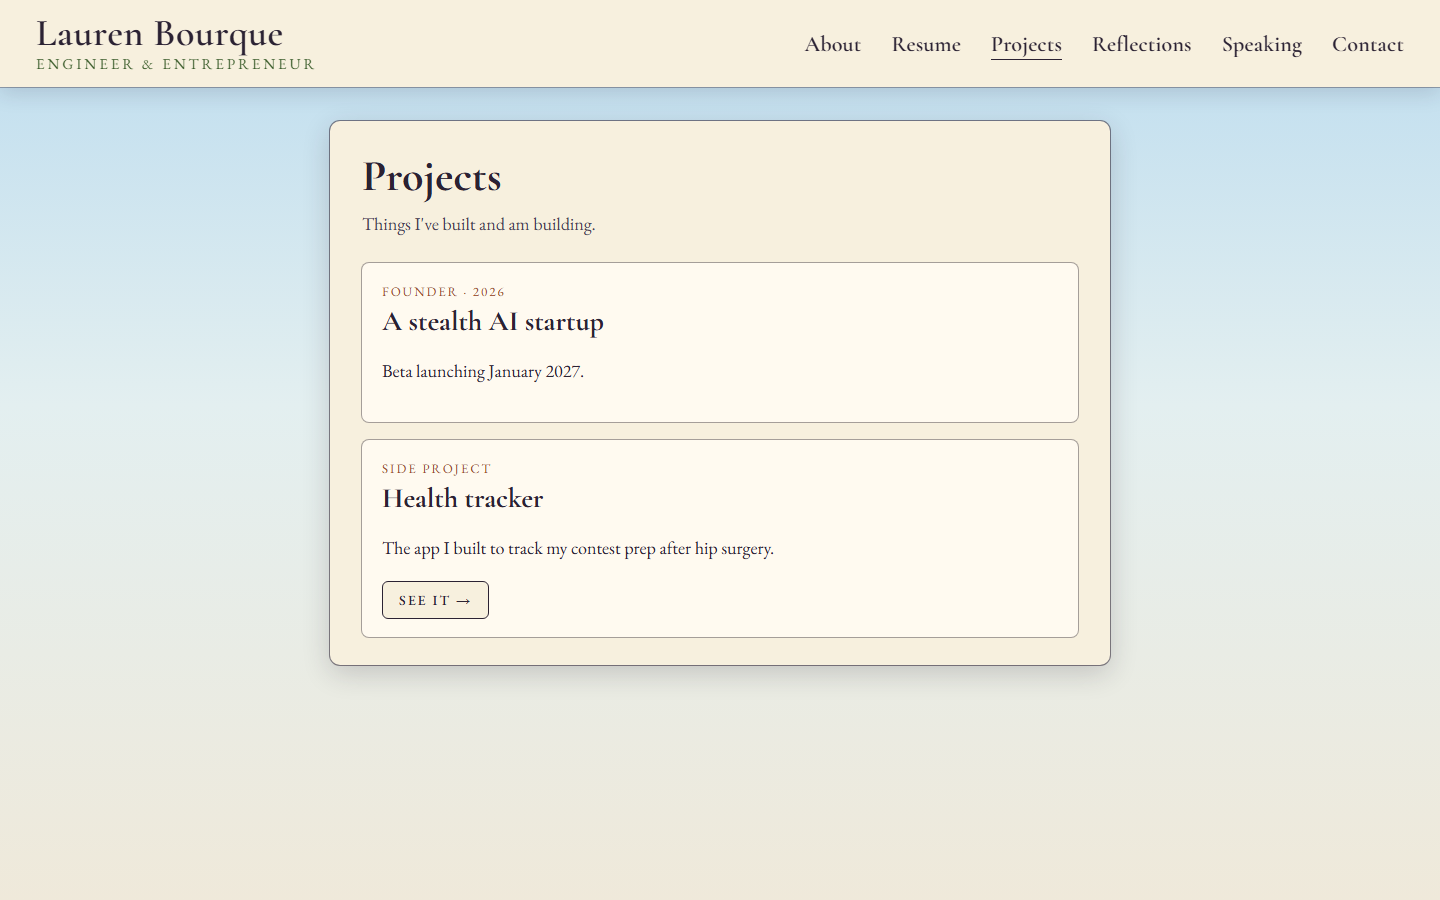 Lauren Bourque
ENGINEER & ENTREPRENEUR
About Resume Projects Reflections Speaking Contact
Projects
Things I've built and am building.
FOUNDER · 2026
A stealth AI startup
Beta launching January 2027.
SIDE PROJECT
Health tracker
The app I built to track my contest prep after hip surgery.
SEE IT →